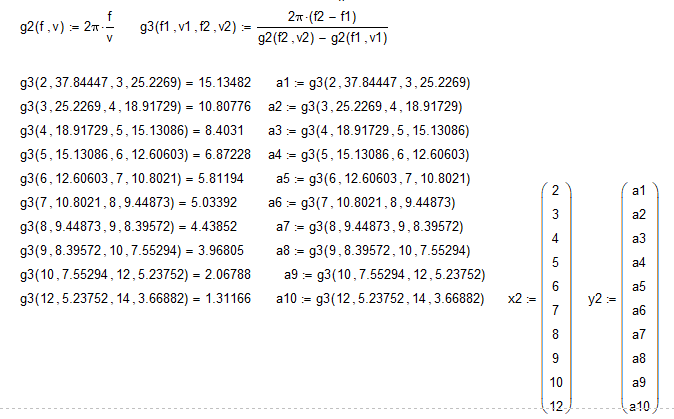 g2(f,v) := 2π·f/v g3(f1,v1,f2,v2) := 2π·(f2 − f1)/g2(f2,v2) − g2(f1,v1)
g3(2,37.84447,3,25.2269) = 15.13482 a1 := g3(2,37.84447,3,25.2269)
g3(3,25.2269,4,18.91729) = 10.80776 a2 := g3(3,25.2269,4,18.91729)
g3(4,18.91729,5,15.13086) = 8.4031 a3 := g3(4,18.91729,5,15.13086)
g3(5,15.13086,6,12.60603) = 6.87228 a4 := g3(5,15.13086,6,12.60603)
g3(6,12.60603,7,10.8021) = 5.81194 a5 := g3(6,12.60603,7,10.8021)
g3(7,10.8021,8,9.44873) = 5.03392 a6 := g3(7,10.8021,8,9.44873)
g3(8,9.44873,9,8.39572) = 4.43852 a7 := g3(8,9.44873,9,8.39572)
g3(9,8.39572,10,7.55294) = 3.96805 a8 := g3(9,8.39572,10,7.55294)
g3(10,7.55294,12,5.23752) = 2.06788 a9 := g3(10,7.55294,12,5.23752)
g3(12,5.23752,14,3.66882) = 1.31166 a10 := g3(12,5.23752,14,3.66882)
x2 :=
2
3
4
5
6
7
8
9
10
12
y2 :=
a1
a2
a3
a4
a5
a6
a7
a8
a9
a10